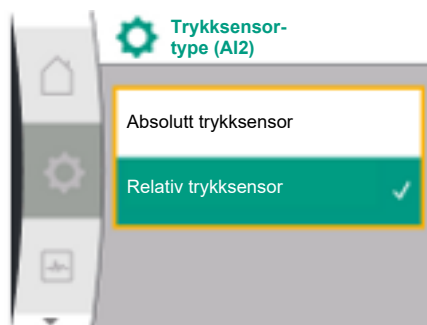 Trykksensor-
type (AI2)
Absolutt trykksensor
Relativ trykksensor